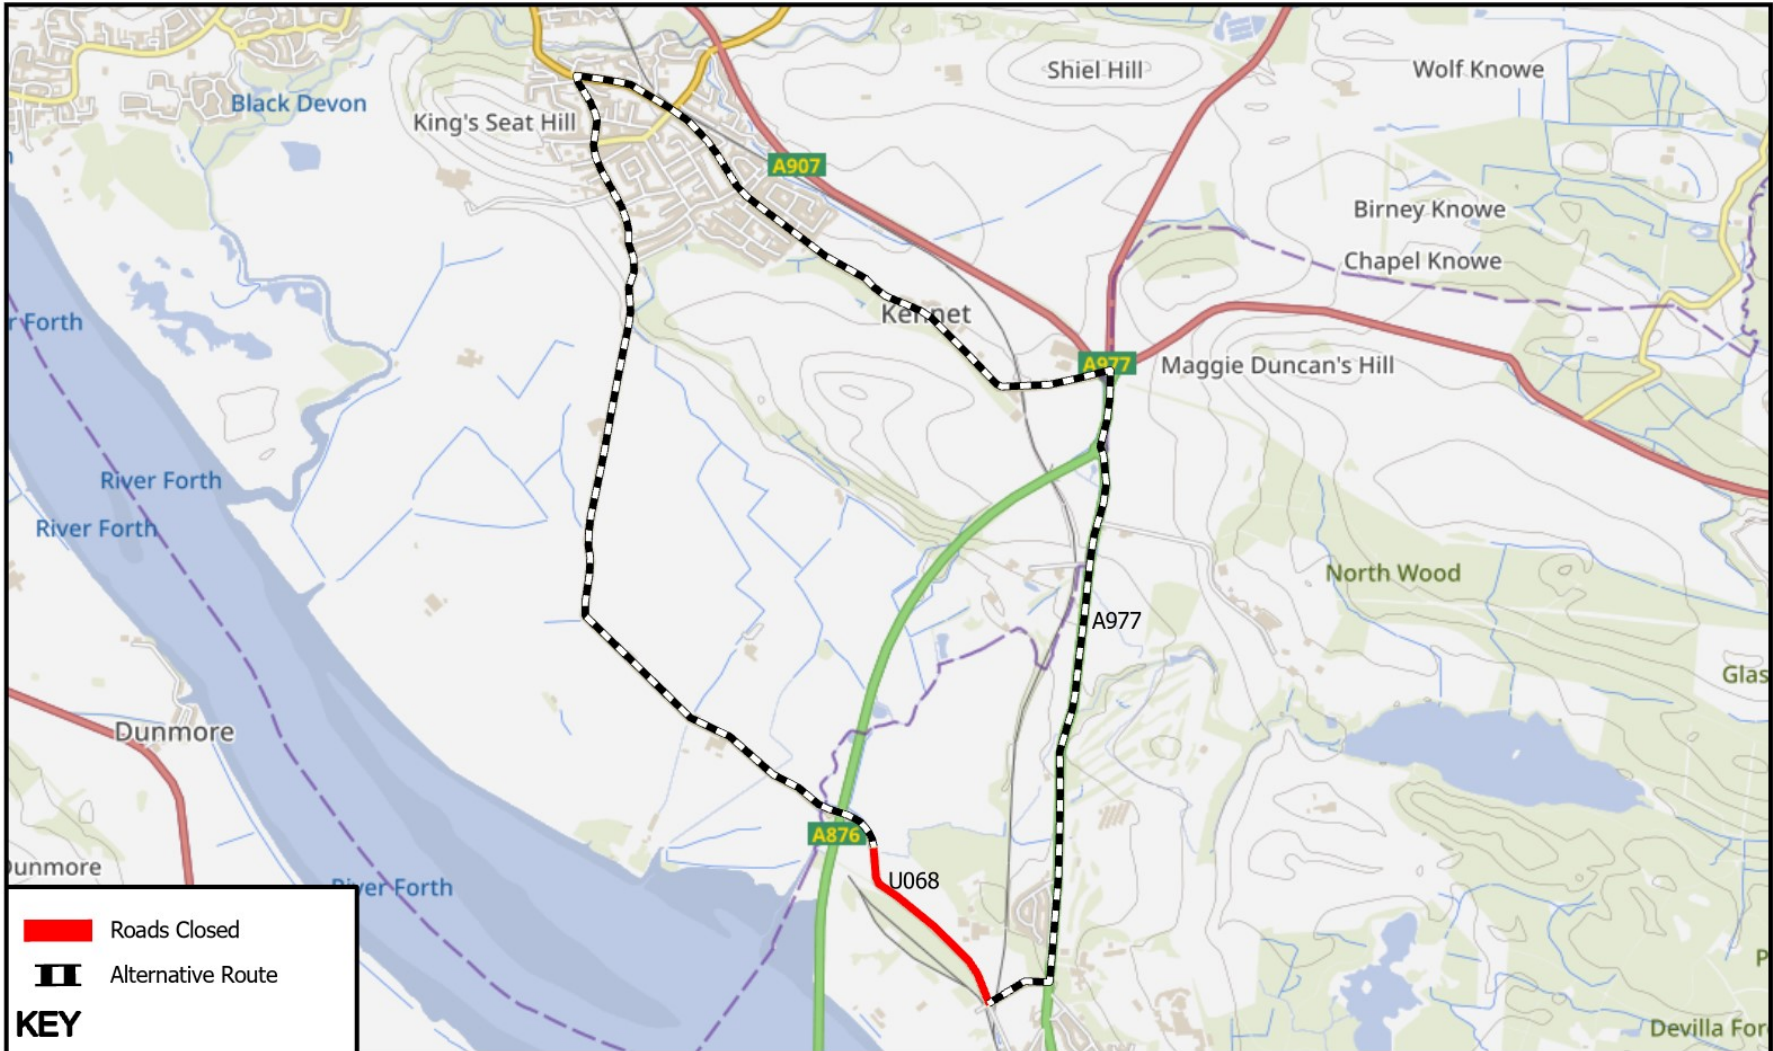 Shiel Hill
Wolf Knowe
Black Devon
King's Seat Hill
A907
Birney Knowe
Chapel Knowe
r Forth
Kennet
A977
Maggie Duncan's Hill
River Forth
River Forth
North Wood
A977
Glas
Dunmore
A876
Dunmore
River Forth
U068
Roads Closed
Alternative Route
KEY
P
Devilla For